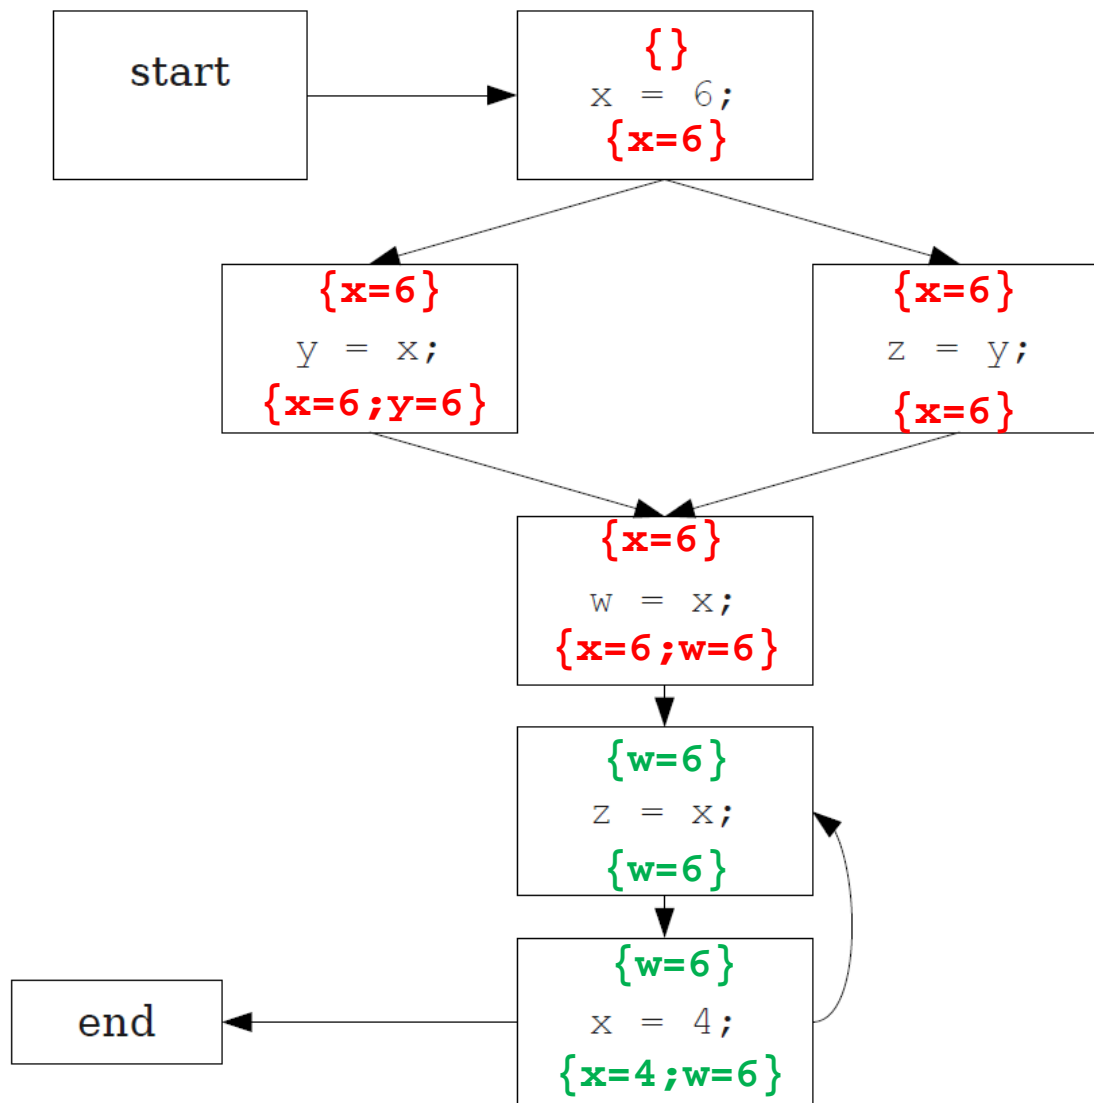 start
{}
x = 6;
{x=6}
{x=6}
y = x;
{x=6;y=6}
{x=6}
z = y;
{x=6}
{x=6}
w = x;
{x=6;w=6}
{w=6}
z = x;
{w=6}
{w=6}
x = 4;
{x=4;w=6}
end